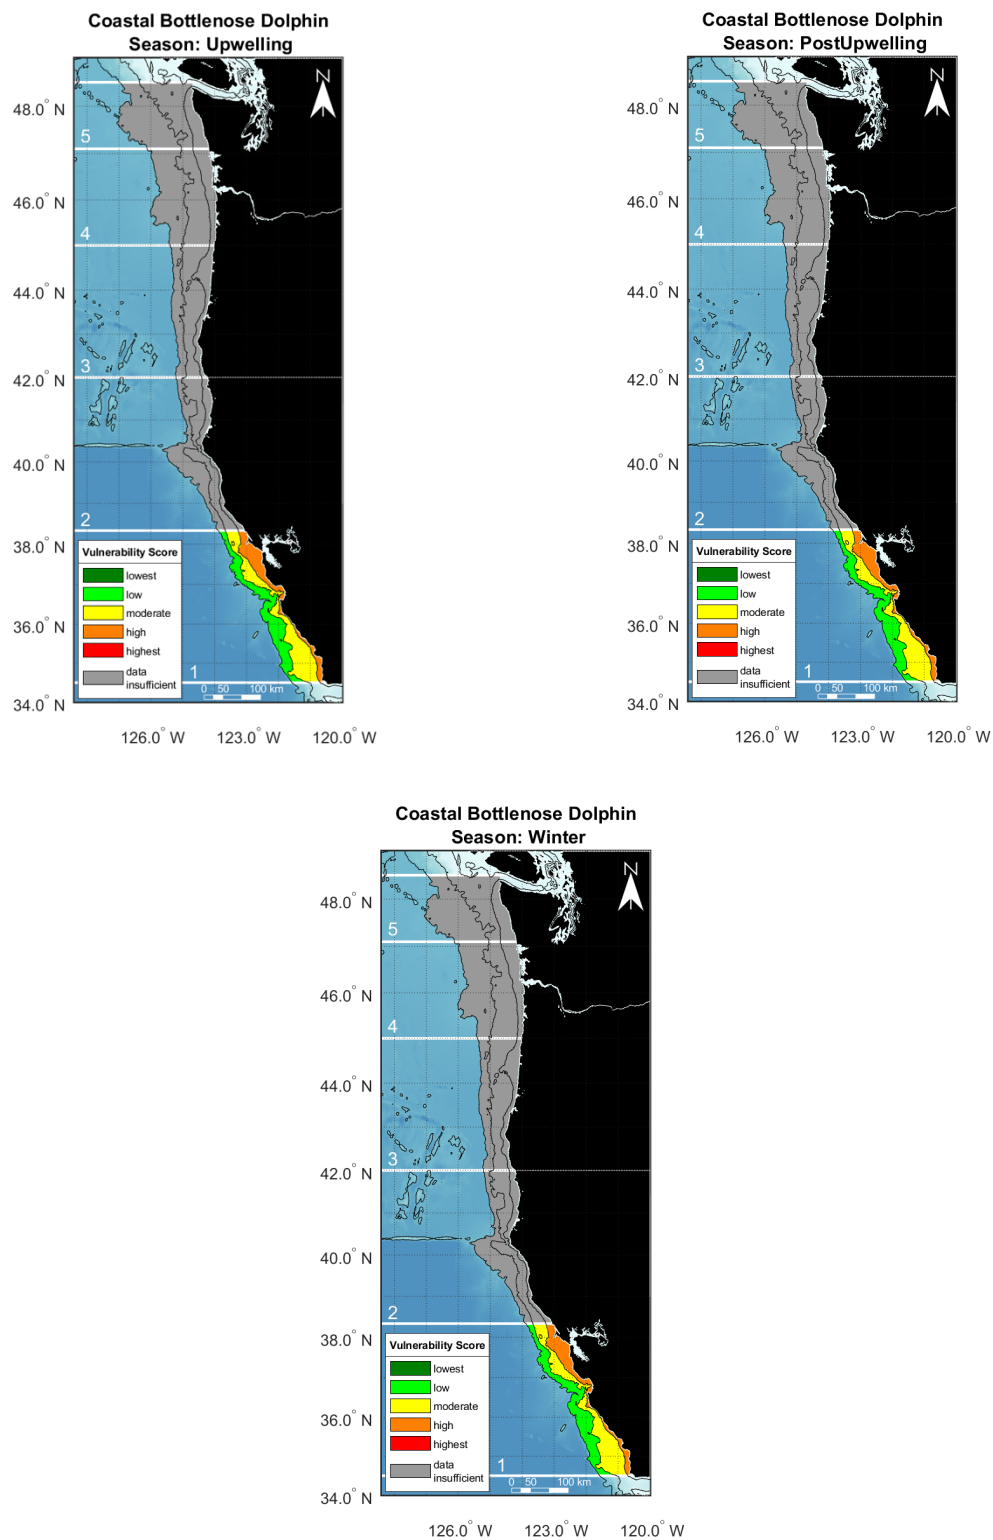 Coastal Bottlenose Dolphin
Season: Upwelling
N
48.0° N
5
46.0° N
4
44.0° N
3
42.0° N
40.0° N
2
38.0° N
Vulnerability Score
lowest
low
moderate
high
highest
data
insufficient
36.0° N
1
0 50 100 km
34.0° N
126.0° W 123.0° W 120.0° W
Coastal Bottlenose Dolphin
Season: PostUpwelling
N
48.0° N
5
46.0° N
4
44.0° N
3
42.0° N
40.0° N
2
38.0° N
Vulnerability Score
lowest
low
moderate
high
highest
data
insufficient
36.0° N
1
0 50 100 km
34.0° N
126.0° W 123.0° W 120.0° W
Coastal Bottlenose Dolphin
Season: Winter
N
48.0° N
5
46.0° N
4
44.0° N
3
42.0° N
40.0° N
2
38.0° N
Vulnerability Score
lowest
low
moderate
high
highest
data
insufficient
36.0° N
1
0 50 100 km
34.0° N
126.0° W 123.0° W 120.0° W